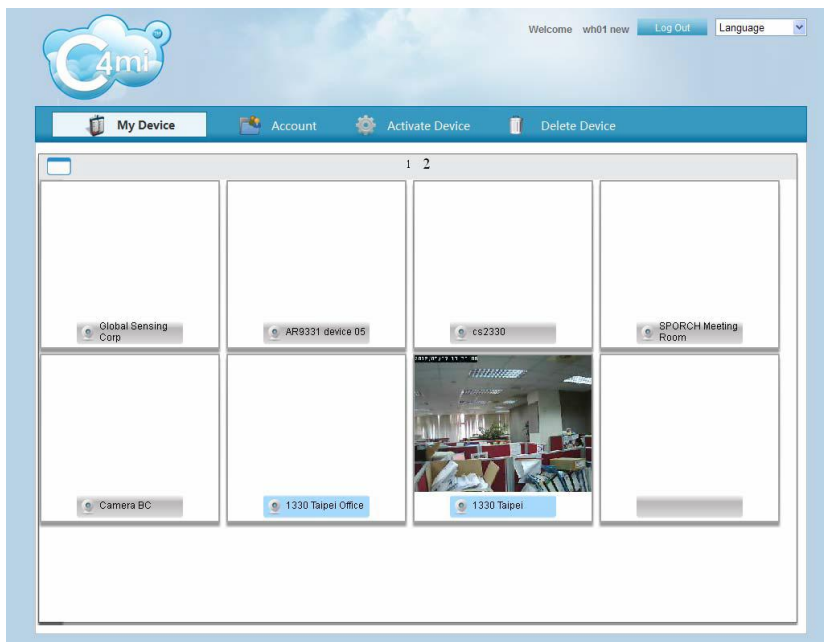 Welcome wh01 new Log Out Language
C4mi TM
My Device Account Activate Device Delete Device
1 2
Global Sensing
Corp
AR9331 device 05
cs2330
SPORCH Meeting
Room
Camera BC
1330 Taipei Office
1330 Taipei